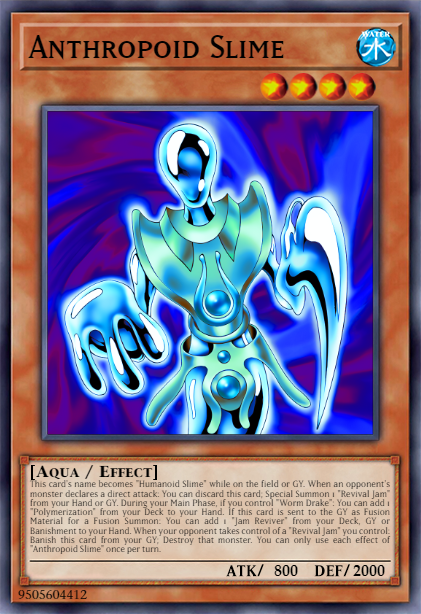 Anthropoid Slime
WATER
水
[Aqua / Effect]
This card's name becomes "Humanoid Slime" while on the field or GY. When an opponent's
monster declares a direct attack. You can discard this card; Special Summon 1 "Revival Jam"
from your Hand or GY. During your Main Phase, if you control "Worm Drake": You can add 1
"Polymerization" from your Deck to your Hand. If this card is sent to the GY as Fusion
Material for a Fusion Summon: You can add 1 "Jam Reviver" from your Deck, GY or
Banishment to your Hand. When your opponent takes control of a "Revival Jam" you control:
Banish this card from your GY; Destroy that monster. You can only use each effect of
"Anthropoid Slime" once per turn.
ATK/ 800 DEF/2000
9505604412